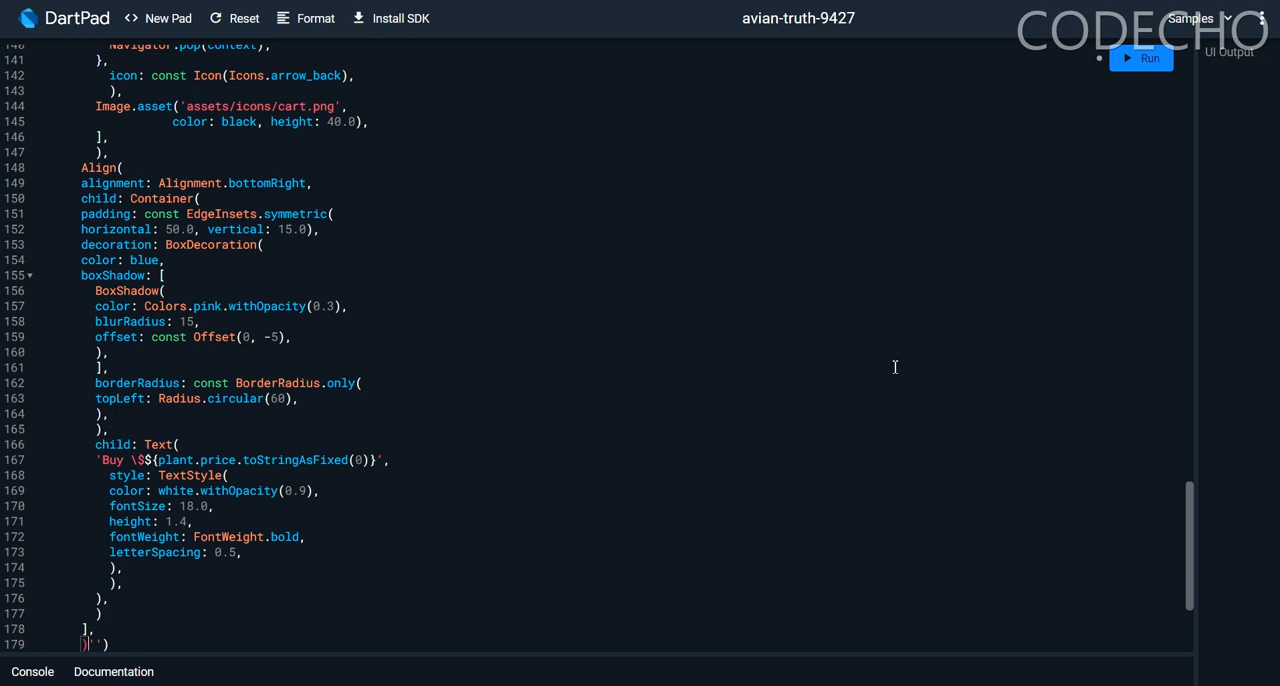 DartPad <> New Pad Reset Format Install SDK avian-truth-9427 Samples
CODECHO
UI Output
Run
140 Navigator.pop(context);
141 },
142 icon: const Icon(Icons.arrow_back),
143 ),
144 Image.asset('assets/icons/cart.png',
145 color: black, height: 40.0),
146 ],
147 ),
148 Align(
149 alignment: Alignment.bottomRight,
150 child: Container(
151 padding: const EdgeInsets.symmetric(
152 horizontal: 50.0, vertical: 15.0),
153 decoration: BoxDecoration(
154 color: blue,
155 boxShadow: [
156 BoxShadow(
157 color: Colors.pink.withOpacity(0.3),
158 blurRadius: 15,
159 offset: const Offset(0, -5),
160 ),
161 ],
162 borderRadius: const BorderRadius.only(
163 topLeft: Radius.circular(60),
164 ),
165 ),
166 child: Text(
167 'Buy \$${plant.price.toStringAsFixed(0)}',
168 style: TextStyle(
169 color: white.withOpacity(0.9),
170 fontSize: 18.0,
171 height: 1.4,
172 fontWeight: FontWeight.bold,
173 letterSpacing: 0.5,
174 ),
175 ),
176 ),
177 )
178 ],
179 )'')
Console Documentation